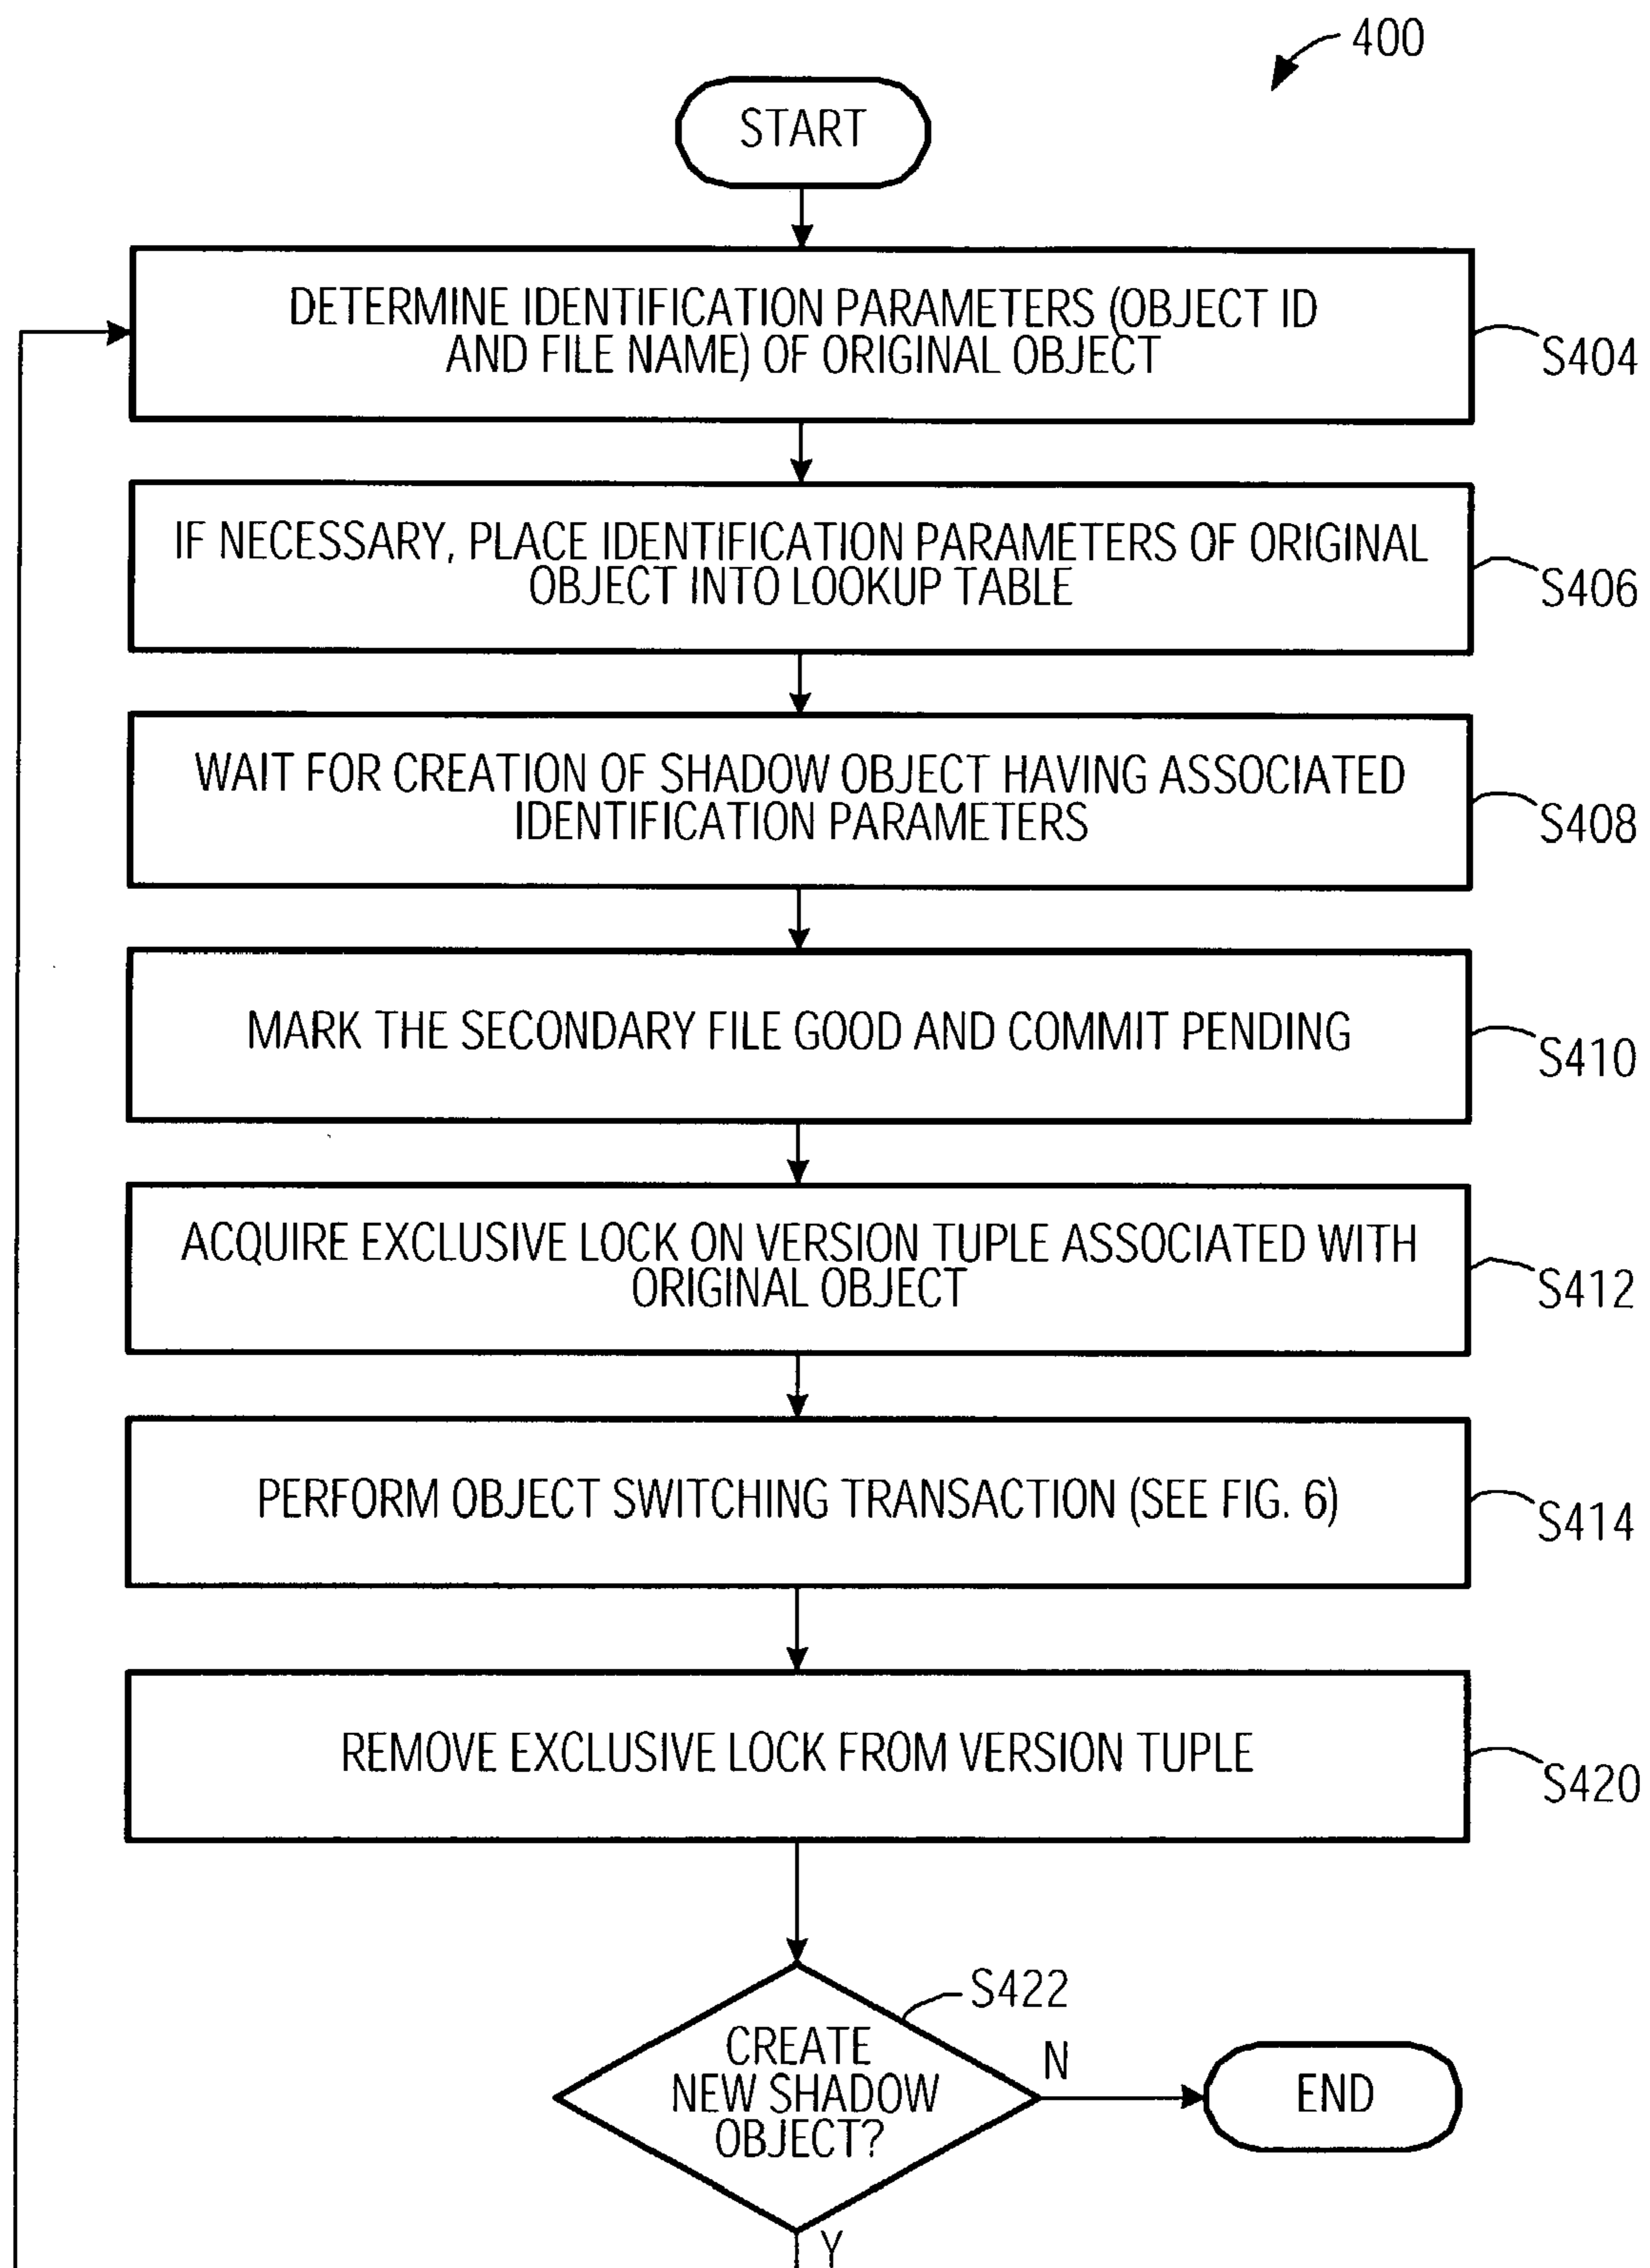 400
START
DETERMINE IDENTIFICATION PARAMETERS (OBJECT ID
AND FILE NAME) OF ORIGINAL OBJECT
S404
IF NECESSARY, PLACE IDENTIFICATION PARAMETERS OF ORIGINAL
OBJECT INTO LOOKUP TABLE
S406
WAIT FOR CREATION OF SHADOW OBJECT HAVING ASSOCIATED
IDENTIFICATION PARAMETERS
S408
MARK THE SECONDARY FILE GOOD AND COMMIT PENDING
S410
ACQUIRE EXCLUSIVE LOCK ON VERSION TUPLE ASSOCIATED WITH
ORIGINAL OBJECT
S412
PERFORM OBJECT SWITCHING TRANSACTION (SEE FIG. 6)
S414
REMOVE EXCLUSIVE LOCK FROM VERSION TUPLE
S420
S422
CREATE
NEW SHADOW
OBJECT?
N
END
Y